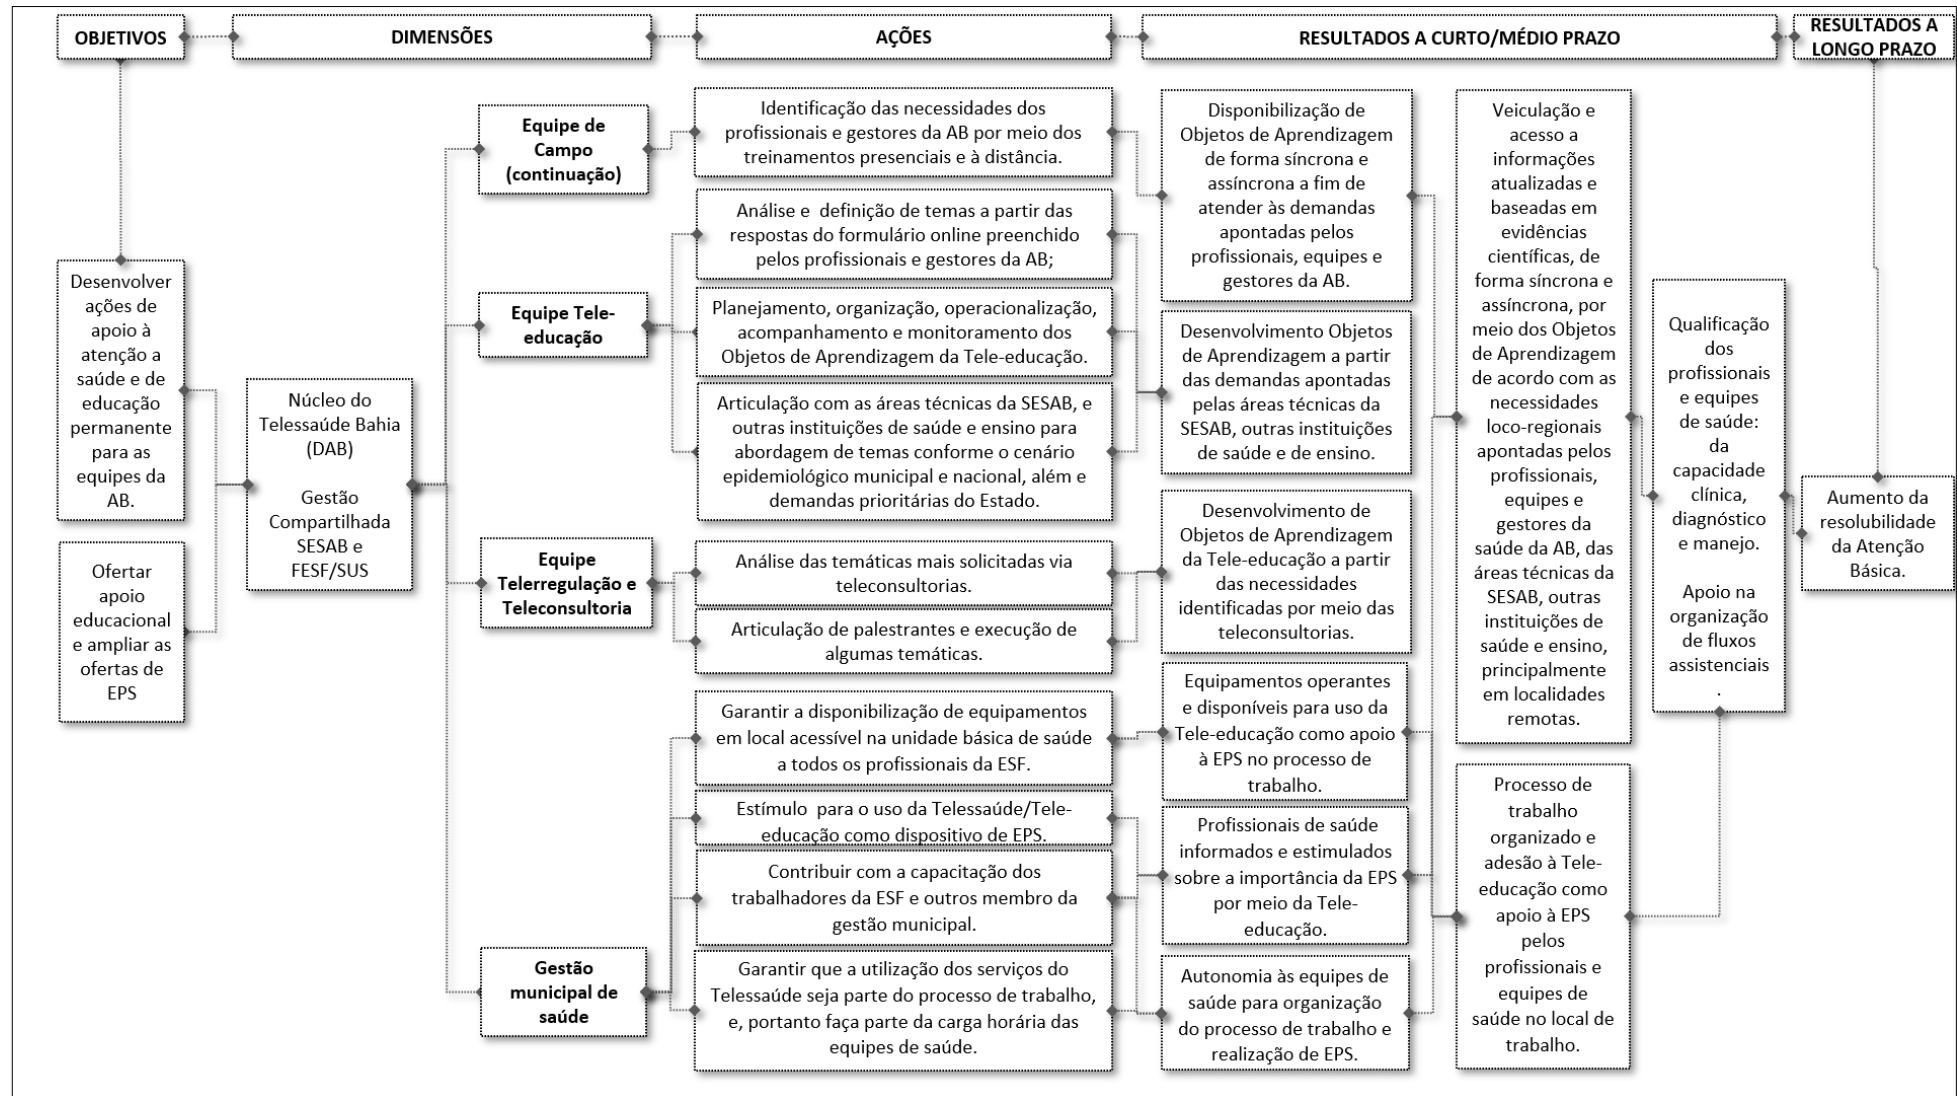 OBJETIVOS
DIMENSÕES
AÇÕES
RESULTADOS A CURTO/MÉDIO PRAZO
RESULTADOS A
LONGO PRAZO
Desenvolver
ações de
apoio à
atenção a
saúde e de
educação
permanente
para as
equipes da
AB.
Ofertar
apoio
educacional
e ampliar as
ofertas de
EPS
Núcleo do
Telessaúde Bahia
(DAB)
Gestão
Compartilhada
SESAB e
FESF/SUS
Equipe de
Campo
(continuação)
Equipe Tele-
educação
Equipe
Telerregulação e
Teleconsultoria
Gestão
municipal de
saúde
Identificação das necessidades dos
profissionais e gestores da AB por meio dos
treinamentos presenciais e à distância.
Análise e  definição de temas a partir das
respostas do formulário online preenchido
pelos profissionais e gestores da AB;
Planejamento, organização, operacionalização,
acompanhamento e monitoramento dos
Objetos de Aprendizagem da Tele-educação.
Articulação com as áreas técnicas da SESAB, e
outras instituições de saúde e ensino para
abordagem de temas conforme o cenário
epidemiológico municipal e nacional, além e
demandas prioritárias do Estado.
Análise das temáticas mais solicitadas via
teleconsultorias.
Articulação de palestrantes e execução de
algumas temáticas.
Garantir a disponibilização de equipamentos
em local acessível na unidade básica de saúde
a todos os profissionais da ESF.
Estímulo  para o uso da Telessaúde/Tele-
educação como dispositivo de EPS.
Contribuir com a capacitação dos
trabalhadores da ESF e outros membro da
gestão municipal.
Garantir que a utilização dos serviços do
Telessaúde seja parte do processo de trabalho,
e, portanto faça parte da carga horária das
equipes de saúde.
Disponibilização de
Objetos de Aprendizagem
de forma síncrona e
assíncrona a fim de
atender às demandas
apontadas pelos
profissionais, equipes e
gestores da AB.
Desenvolvimento Objetos
de Aprendizagem a partir
das demandas apontadas
pelas áreas técnicas da
SESAB, outras instituições
de saúde e de ensino.
Desenvolvimento de
Objetos de Aprendizagem
da Tele-educação a partir
das necessidades
identificadas por meio das
teleconsultorias.
Equipamentos operantes
e disponíveis para uso da
Tele-educação como apoio
à EPS no processo de
trabalho.
Profissionais de saúde
informados e estimulados
sobre a importância da EPS
por meio da Tele-
educação.
Autonomia às equipes de
saúde para organização
do processo de trabalho e
realização de EPS.
Veiculação e
acesso a
informações
atualizadas e
baseadas em
evidências
científicas, de
forma síncrona e
assíncrona, por
meio dos Objetos
de Aprendizagem
de acordo com as
necessidades
loco-regionais
apontadas pelos
profissionais,
equipes e
gestores da
saúde da AB, das
áreas técnicas da
SESAB, outras
instituições de
saúde e ensino,
principalmente
em localidades
remotas.
Processo de
trabalho
organizado e
adesão à Tele-
educação como
apoio à EPS
pelos
profissionais e
equipes de
saúde no local de
trabalho.
Qualificação
dos
profissionais
e equipes
de saúde:
da
capacidade
clínica,
diagnóstico
e manejo.
Apoio na
organização
de fluxos
assistenciais
.
Aumento da
resolubilidade
da Atenção
Básica.